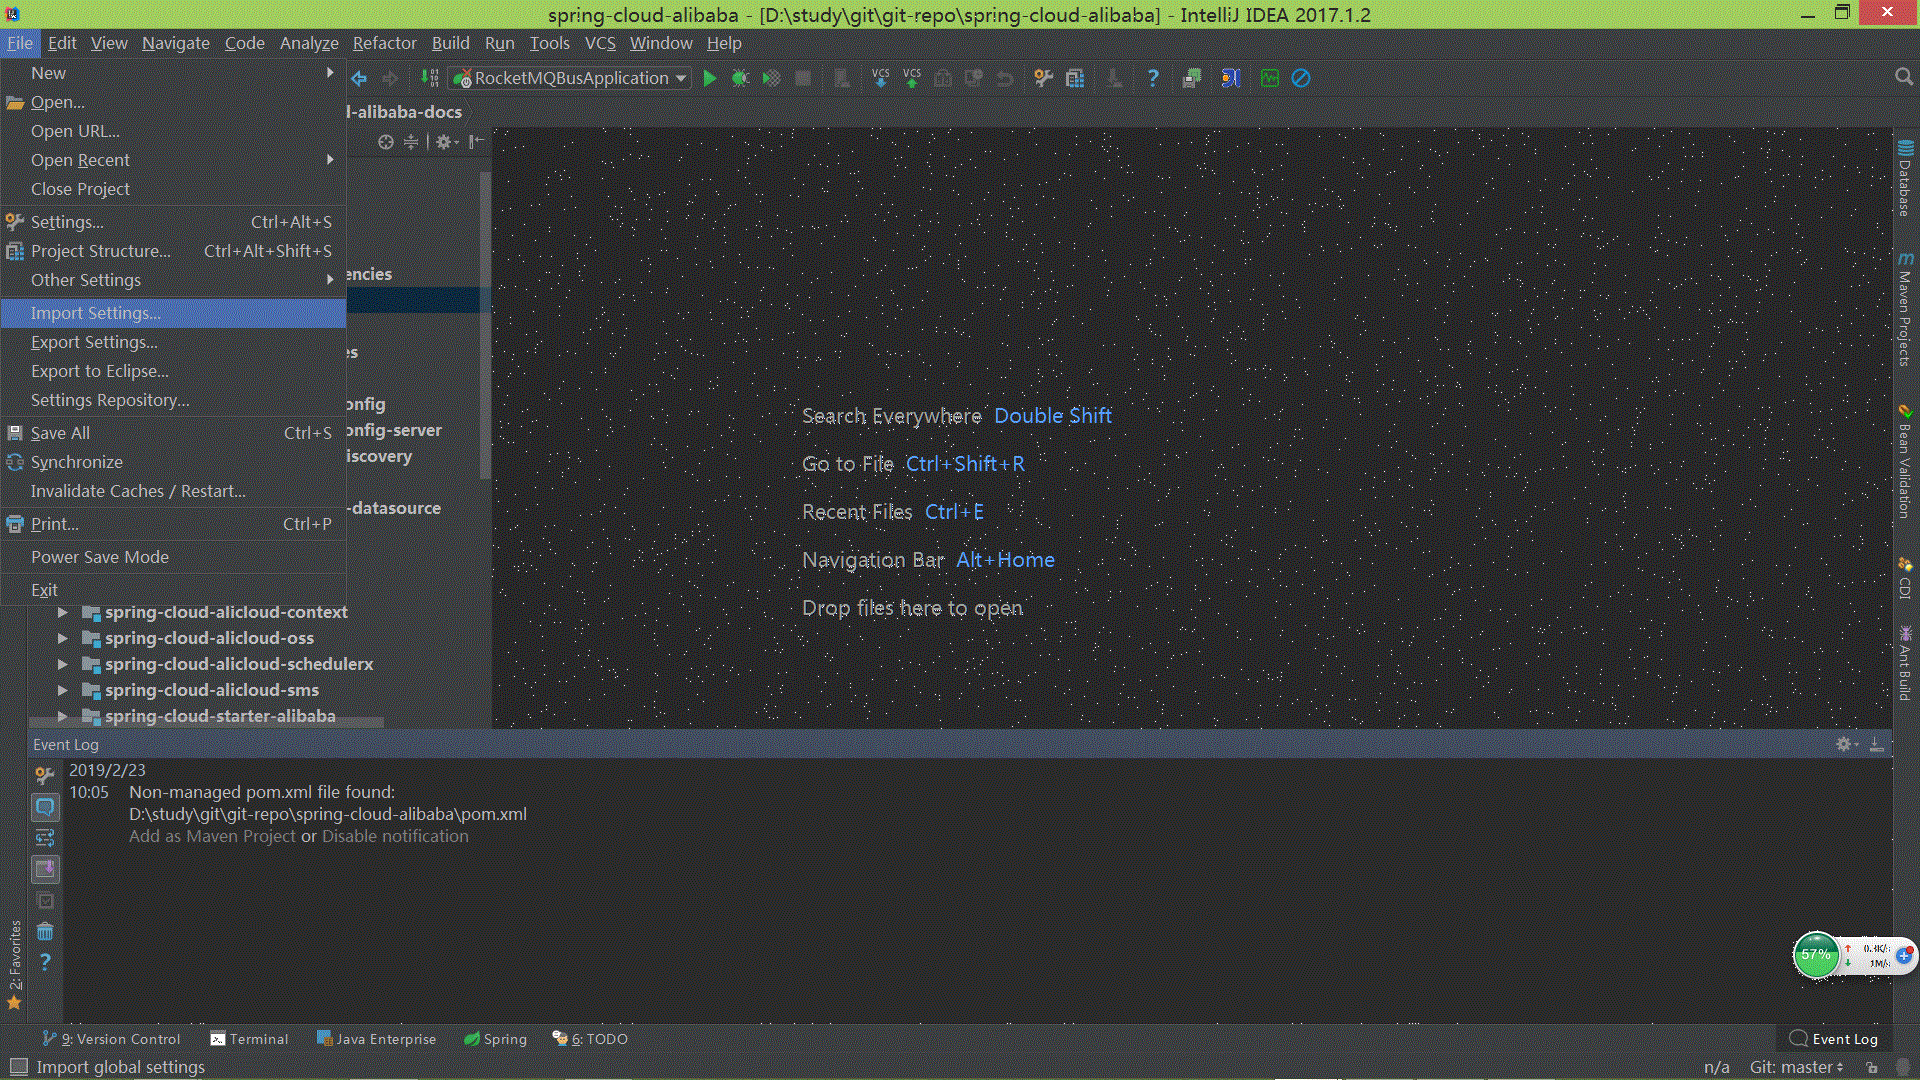 spring-cloud-alibaba - [D:\study\git\git-repo\spring-cloud-alibaba] - IntelliJ IDEA 2017.1.2
File Edit View Navigate Code Analyze Refactor Build Run Tools VCS Window Help
RocketMQBusApplication
VCS VCS
New
Open...
Open URL...
Open Recent
Close Project
Settings... Ctrl+Alt+S
Project Structure... Ctrl+Alt+Shift+S
Other Settings
Import Settings...
Export Settings...
Export to Eclipse...
Settings Repository...
Save All Ctrl+S
Synchronize
Invalidate Caches / Restart...
Print... Ctrl+P
Power Save Mode
Exit
l-alibaba-docs
encies
es
onfig
onfig-server
iscovery
-datasource
spring-cloud-alicloud-context
spring-cloud-alicloud-oss
spring-cloud-alicloud-schedulerx
spring-cloud-alicloud-sms
spring-cloud-starter-alibaba
Search Everywhere Double Shift
Go to File Ctrl+Shift+R
Recent Files Ctrl+E
Navigation Bar Alt+Home
Drop files here to open
Database
Maven Projects
Bean Validation
CDI
Ant Build
Event Log
2019/2/23
10:05 Non-managed pom.xml file found:
D:\study\git\git-repo\spring-cloud-alibaba\pom.xml
Add as Maven Project or Disable notification
2: Favorites
57%
0.3K/s
1M/s
9: Version Control Terminal Java Enterprise Spring 6: TODO Event Log
Import global settings n/a Git: master